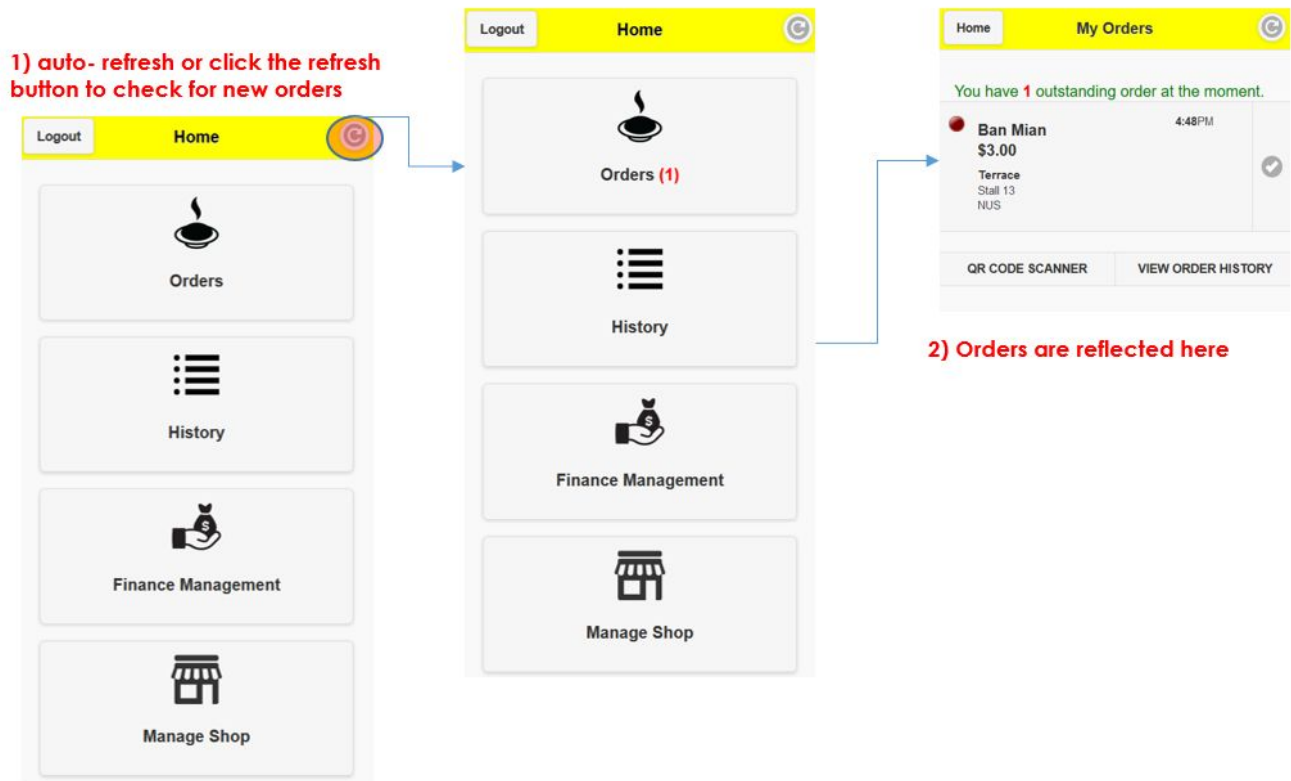 1) auto- refresh or click the refresh
button to check for new orders
Logout Home
Orders
History
Finance Management
Manage Shop
Logout Home
Orders (1)
History
Finance Management
Manage Shop
Home My Orders
You have 1 outstanding order at the moment.
Ban Mian 4:48PM
$3.00
Terrace
Stall 13
NUS
QR CODE SCANNER VIEW ORDER HISTORY
2) Orders are reflected here